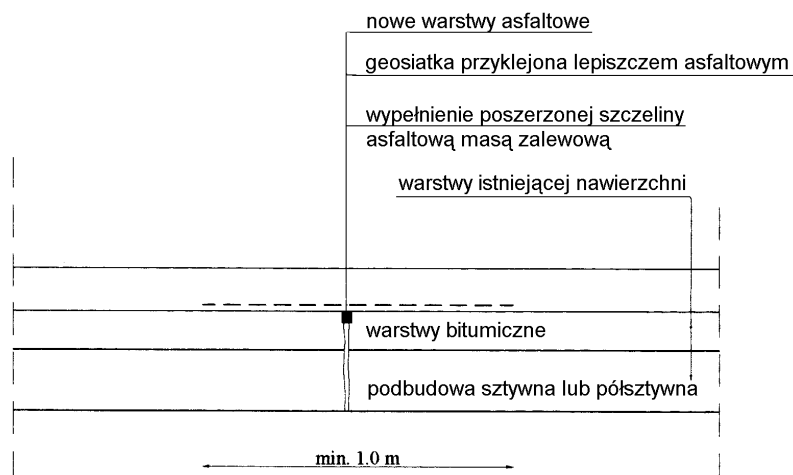 nowe warstwy asfaltowe
geosiatka przyklejona lepiszczem asfaltowym
wypełnienie poszerzonej szczeliny
asfaltową masą zalewową
warstwy istniejącej nawierzchni
warstwy bitumiczne
podbudowa sztywna lub półsztywna
min. 1.0 m